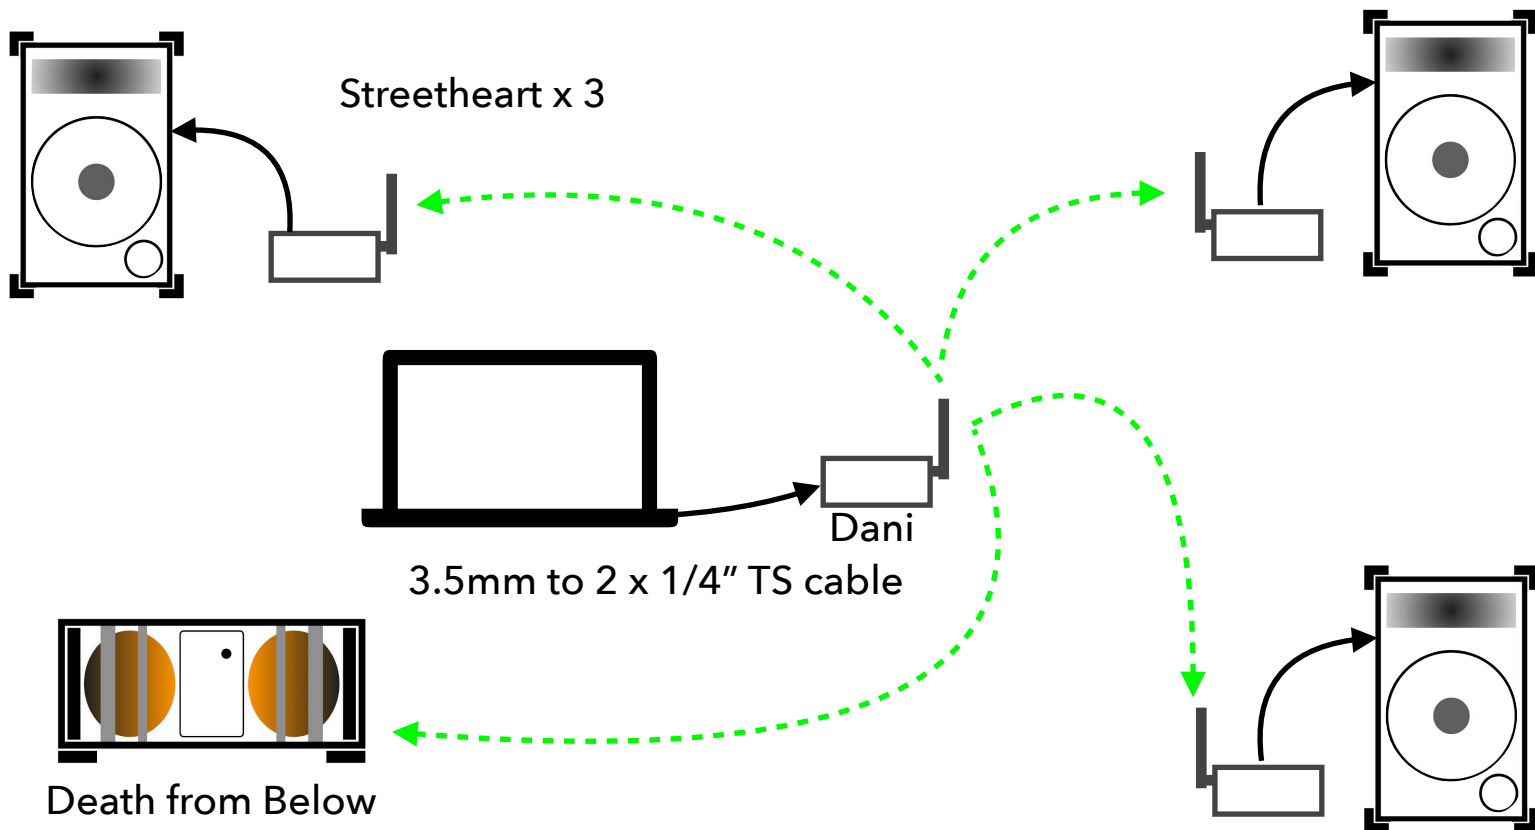 Streetheart x 3
Dani
3.5mm to 2 x 1/4” TS cable
Death from Below